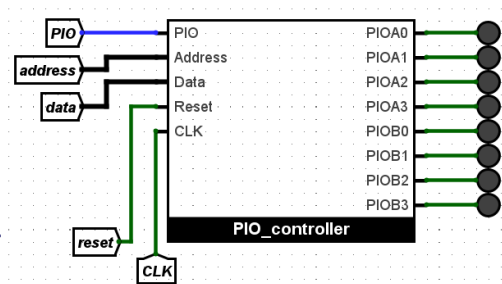 PIO
address
data
reset
CLK
PIO
Address
Data
Reset
CLK
PIOA0
PIOA1
PIOA2
PIOA3
PIOB0
PIOB1
PIOB2
PIOB3
PIO_controller